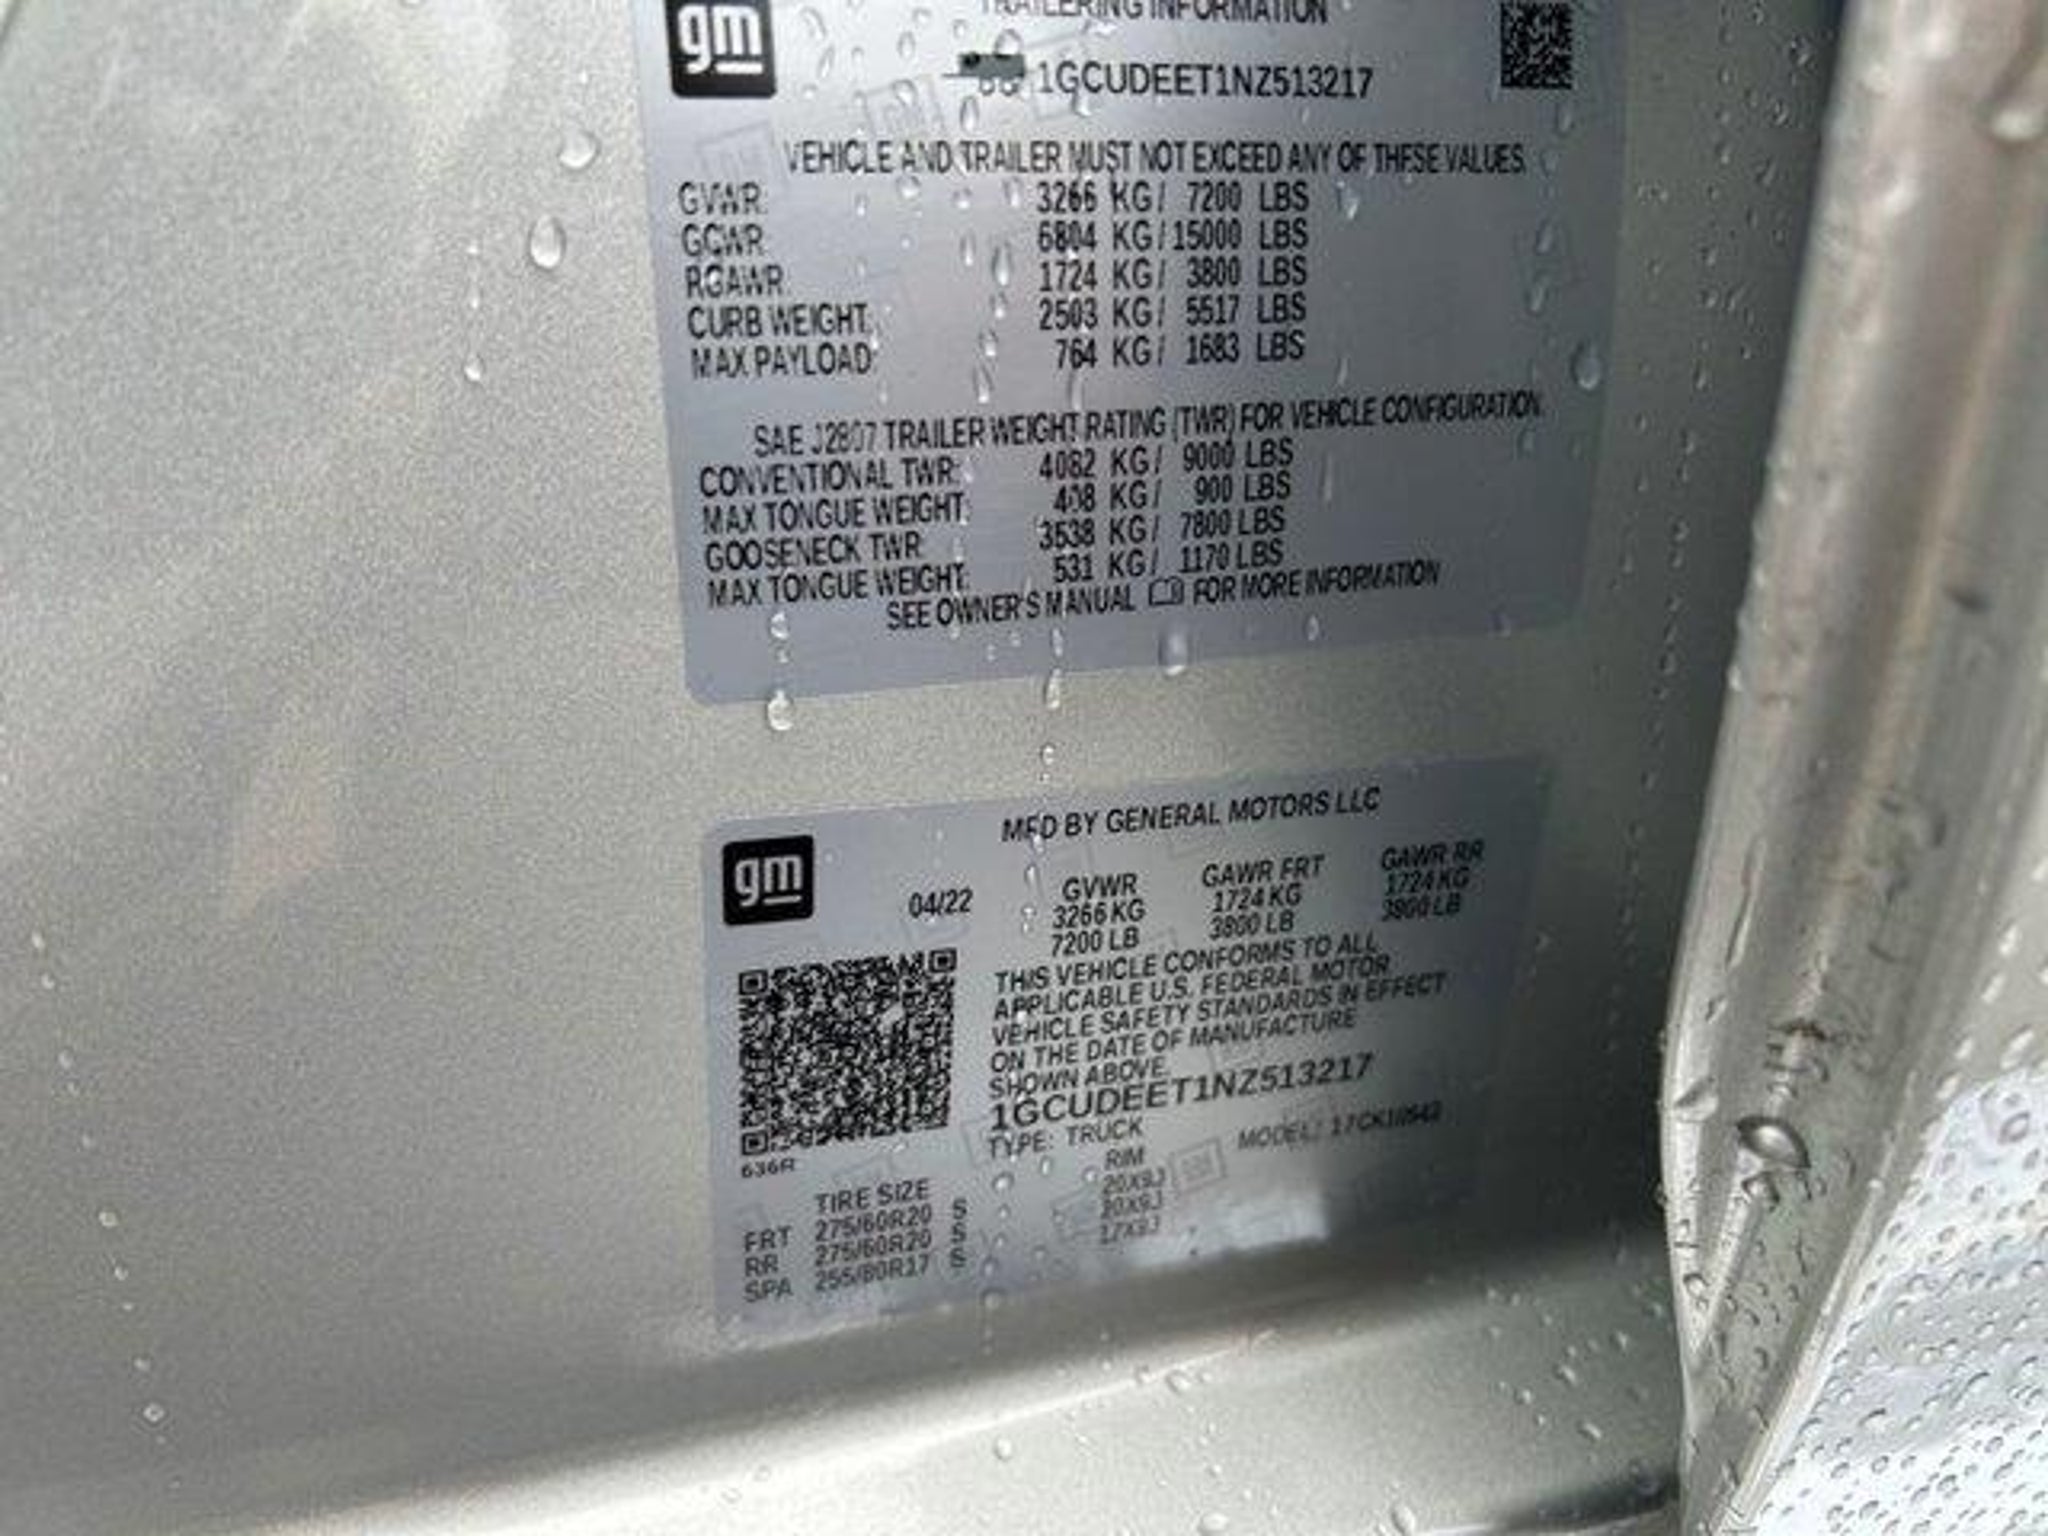 gm
TRAILERING INFORMATION
1GCUDEET1NZ513217
VEHICLE AND TRAILER MUST NOT EXCEED ANY OF THESE VALUES.
GVWR: 3266 KG / 7200 LBS
GCWR: 6804 KG / 15000 LBS
RGAWR: 1724 KG / 3800 LBS
CURB WEIGHT: 2503 KG / 5517 LBS
MAX PAYLOAD: 764 KG / 1683 LBS
SAE J2807 TRAILER WEIGHT RATING (TWR) FOR VEHICLE CONFIGURATION.
CONVENTIONAL TWR: 4082 KG / 9000 LBS
MAX TONGUE WEIGHT: 408 KG / 900 LBS
GOOSENECK TWR: 3538 KG / 7800 LBS
MAX TONGUE WEIGHT: 531 KG / 1170 LBS
SEE OWNER'S MANUAL FOR MORE INFORMATION
gm
MFD BY GENERAL MOTORS LLC
04/22
GVWR GAWR FRT GAWR RR
3266 KG 1724 KG 1724 KG
7200 LB 3800 LB 3800 LB
THIS VEHICLE CONFORMS TO ALL
APPLICABLE U.S. FEDERAL MOTOR
VEHICLE SAFETY STANDARDS IN EFFECT
ON THE DATE OF MANUFACTURE
SHOWN ABOVE.
1GCUDEET1NZ513217
TYPE: TRUCK MODEL:
636R
TIRE SIZE RIM
FRT 275/60R20 S 20X9J
RR 275/60R20 S 20X9J
SPA 255/80R17 S